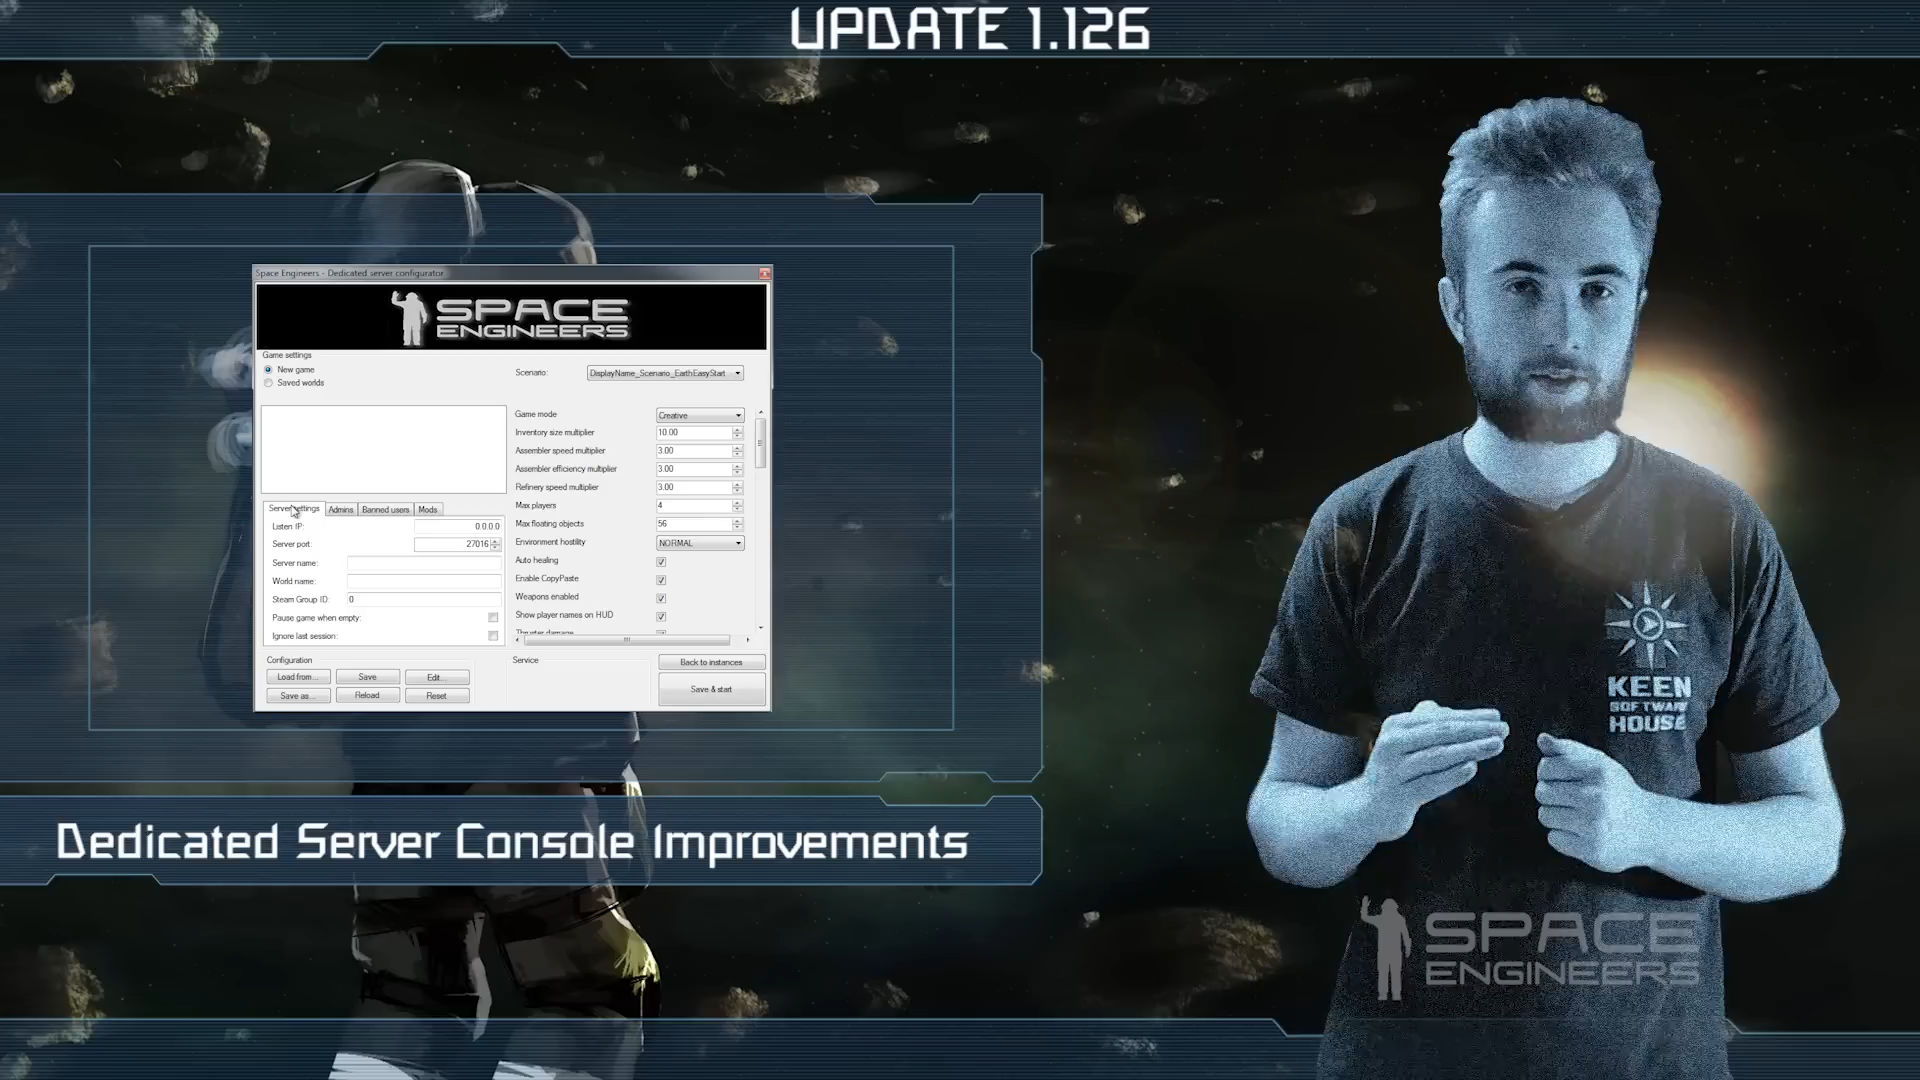 UPDATE 1.126
Space Engineers - Dedicated server configurator
SPACE
ENGINEERS
Game settings
New game
Saved worlds
Scenario:
DisplayName_Scenario_EarthEasyStart
Game mode
Creative
Inventory size multiplier
10.00
Assembler speed multiplier
3.00
Assembler efficiency multiplier
3.00
Refinery speed multiplier
3.00
Max players
4
Max floating objects
56
Environment hostility
NORMAL
Auto healing
Enable CopyPaste
Weapons enabled
Show player names on HUD
Thruster damage
Server settings
Admins
Banned users
Mods
Listen IP:
0.0.0.0
Server port:
27016
Server name:
World name:
Steam Group ID:
0
Pause game when empty:
Ignore last session:
Configuration
Load from...
Save
Edit...
Save as...
Reload
Reset
Service
Back to instances
Save & start
KEEN
SOFTWARE
HOUSE
Dedicated Server Console Improvements
SPACE
ENGINEERS